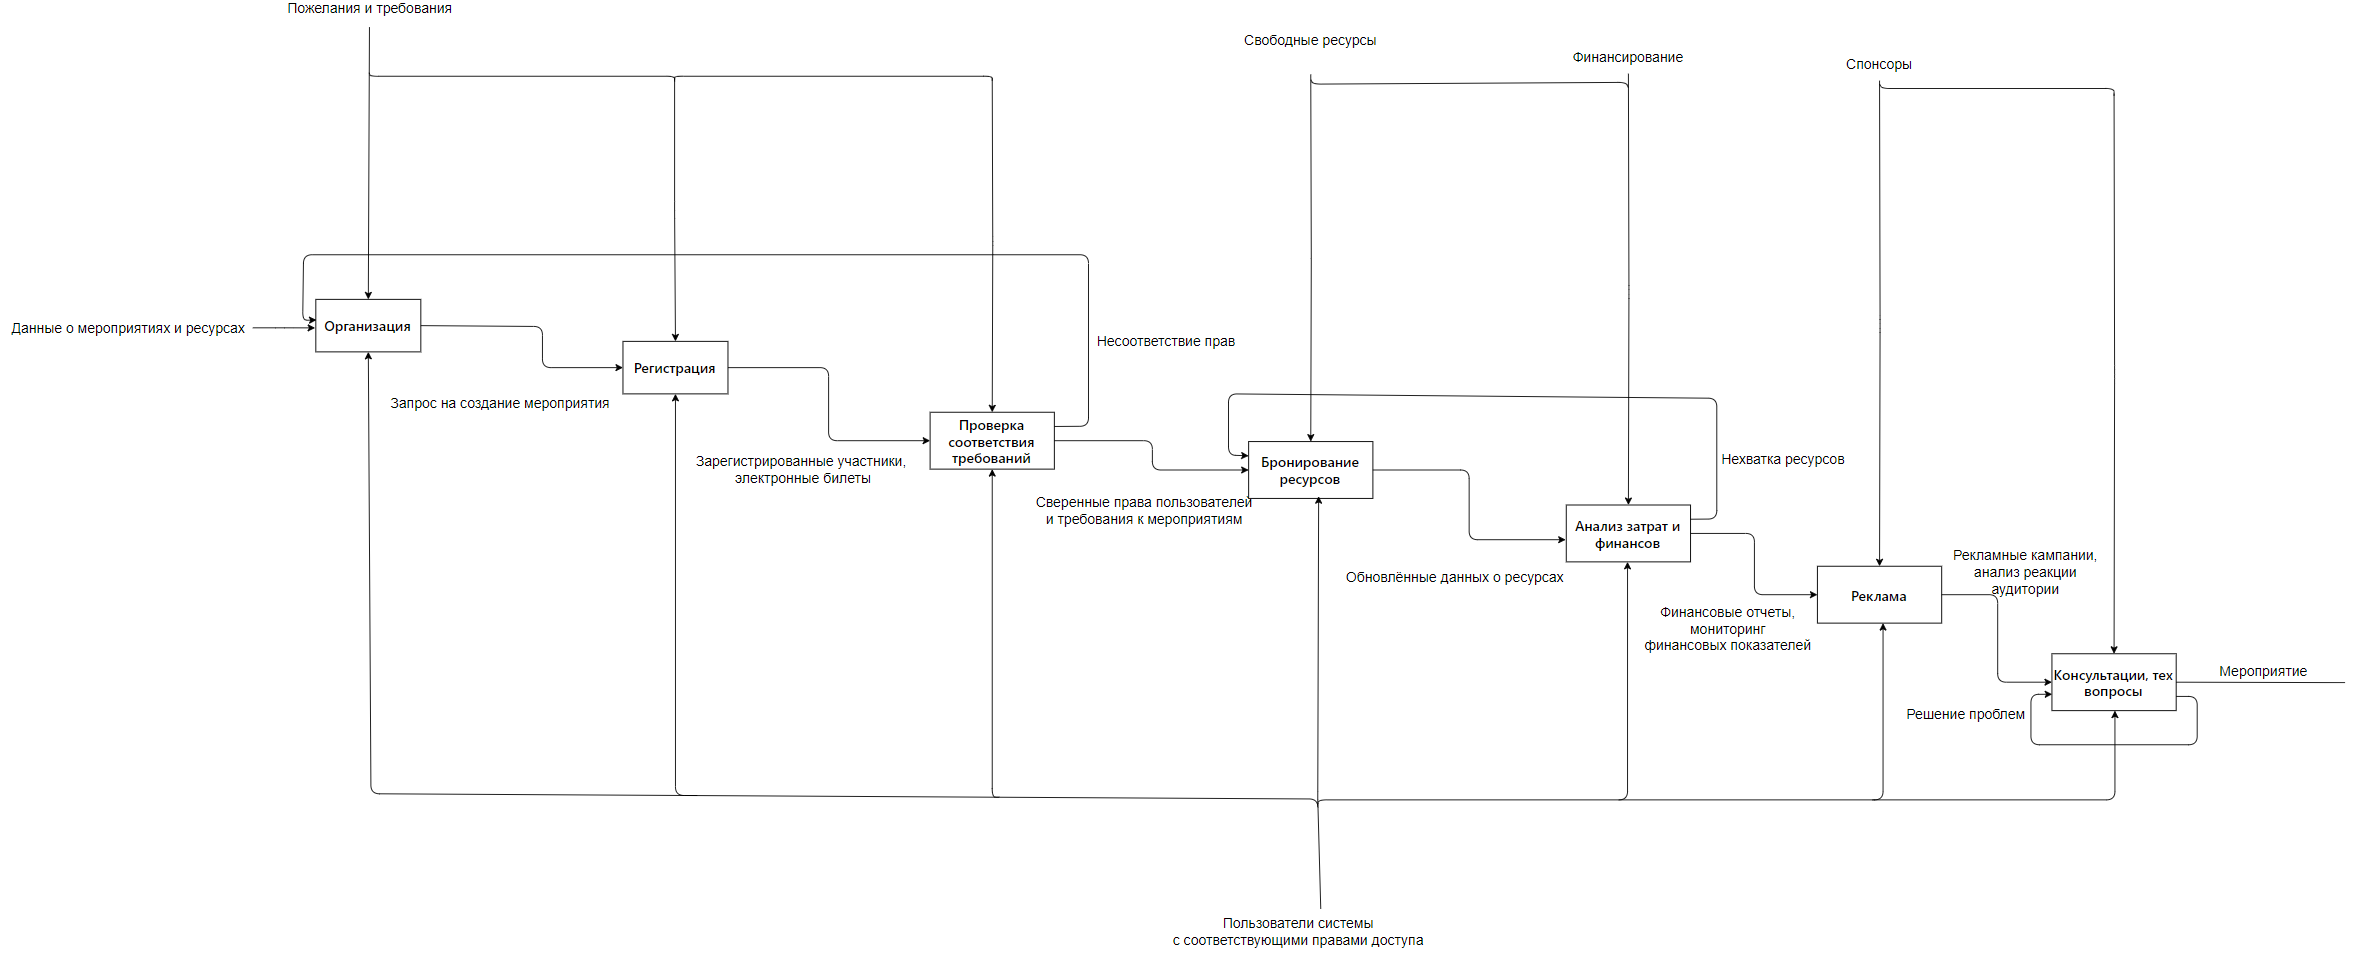 Пожелания и требования
Свободные ресурсы
Финансирование
Спонсоры
Данные о мероприятиях и ресурсах
Организация
Несоответствие прав
Регистрация
Запрос на создание мероприятия
Проверка
соответствия
требований
Зарегистрированные участники,
электронные билеты
Бронирование
ресурсов
Нехватка ресурсов
Сверенные права пользователей
и требования к мероприятиям
Анализ затрат и
финансов
Обновлённые данных о ресурсах
Рекламные кампании,
анализ реакции
аудитории
Реклама
Финансовые отчеты,
мониторинг
финансовых показателей
Консультации, тех
вопросы
Мероприятие
Решение проблем
Пользователи системы
с соответствующими правами доступа